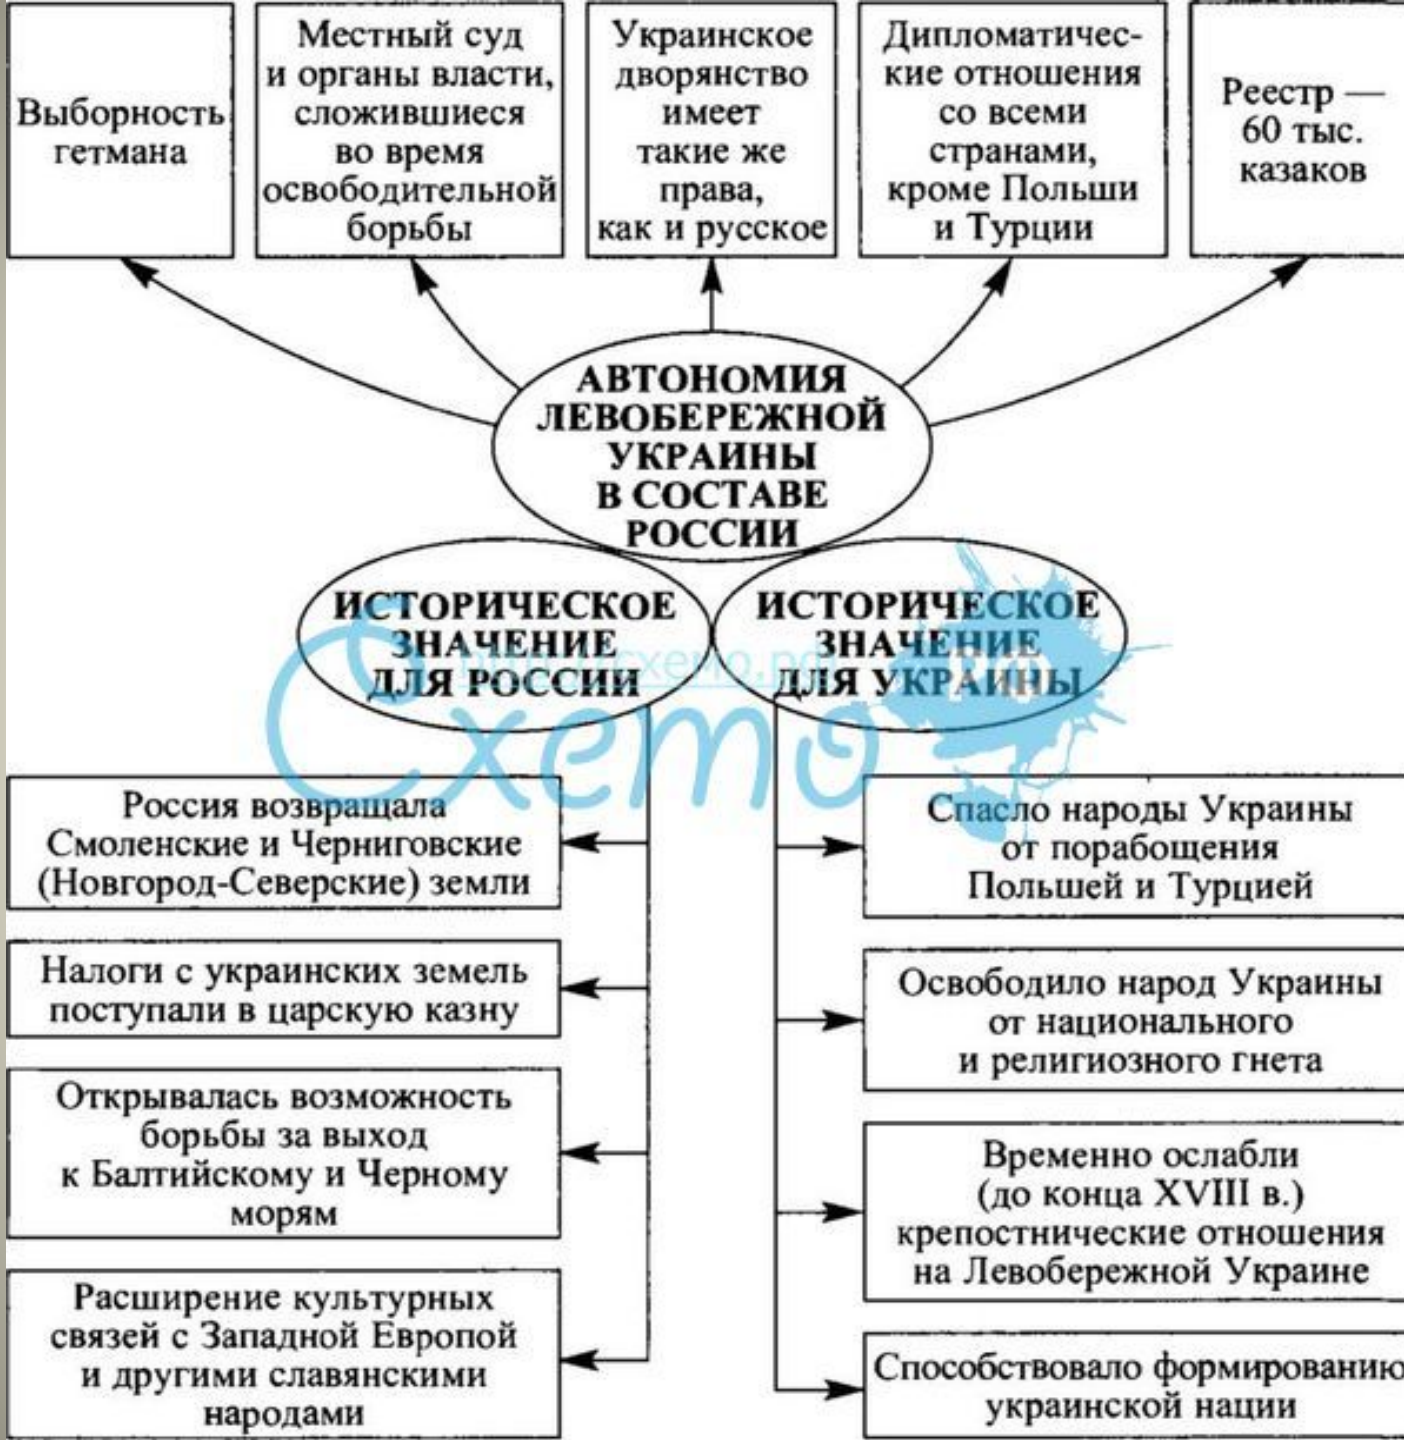 Выборность
гетмана
Местный суд
и органы власти,
сложившиеся
во время
освободительной
борьбы
Украинское
дворянство
имеет
такие же
права,
как и русское
Дипломатичес-
кие отношения
со всеми
странами,
кроме Польши
и Турции
Реестр —
60 тыс.
казаков
АВТОНОМИЯ
ЛЕВОБЕРЕЖНОЙ
УКРАИНЫ
В СОСТАВЕ
РОССИИ
ИСТОРИЧЕСКОЕ
ЗНАЧЕНИЕ
ДЛЯ РОССИИ
ИСТОРИЧЕСКОЕ
ЗНАЧЕНИЕ
ДЛЯ УКРАИНЫ
http://схемо.рф
Схемо
РФ
Россия возвращала
Смоленские и Черниговские
(Новгород-Северские) земли
Налоги с украинских земель
поступали в царскую казну
Открывалась возможность
борьбы за выход
к Балтийскому и Черному
морям
Расширение культурных
связей с Западной Европой
и другими славянскими
народами
Спасло народы Украины
от порабощения
Польшей и Турцией
Освободило народ Украины
от национального
и религиозного гнета
Временно ослабли
(до конца XVIII в.)
крепостнические отношения
на Левобережной Украине
Способствовало формированию
украинской нации